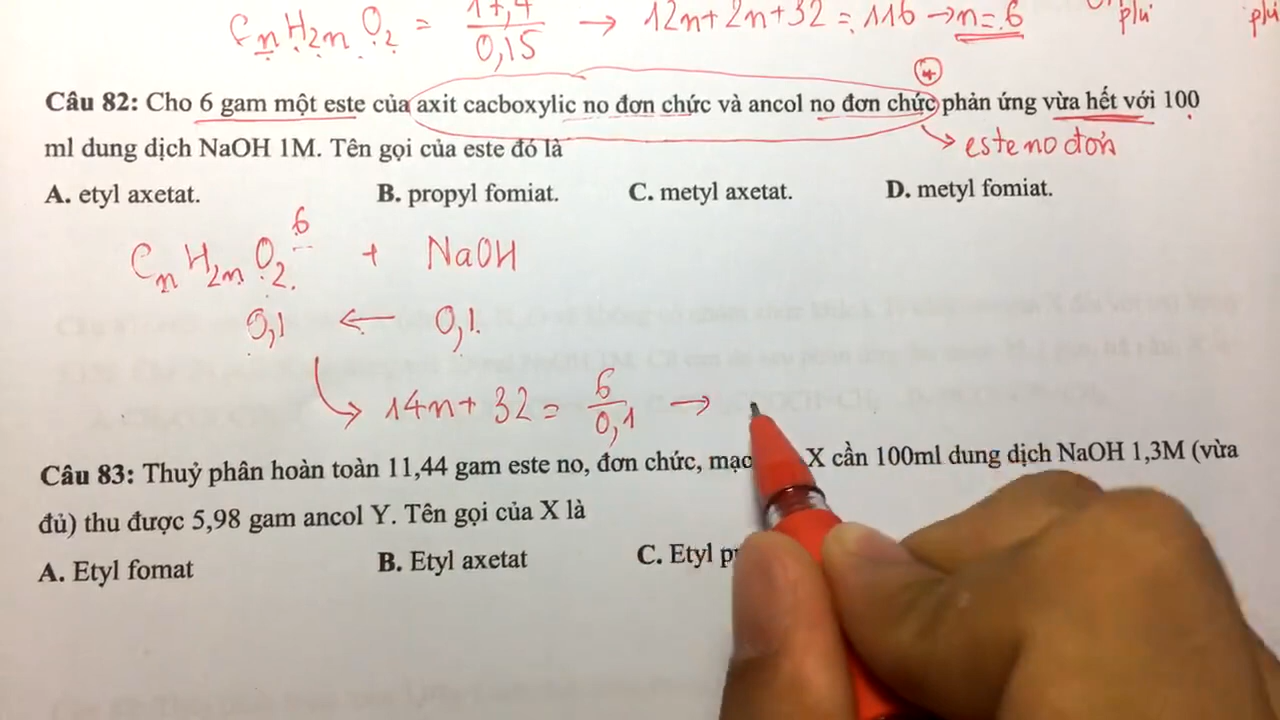 CnH2nO2 = 17,4/0,15 → 12n+2n+32 = 116 → n = 6
Câu 82: Cho 6 gam một este của axit cacboxylic no đơn chức và ancol no đơn chức phản ứng vừa hết với 100
ml dung dịch NaOH 1M. Tên gọi của este đó là
este no đơn
A. etyl axetat. B. propyl fomiat. C. metyl axetat. D. metyl fomiat.
6
CnH2nO2 + NaOH
0,1 ← 0,1
14n + 32 = 6/0,1 →
Câu 83: Thuỷ phân hoàn toàn 11,44 gam este no, đơn chức, X cần 100ml dung dịch NaOH 1,3M (vừa
đủ) thu được 5,98 gam ancol Y. Tên gọi của X là
A. Etyl fomat B. Etyl axetat C. Etyl